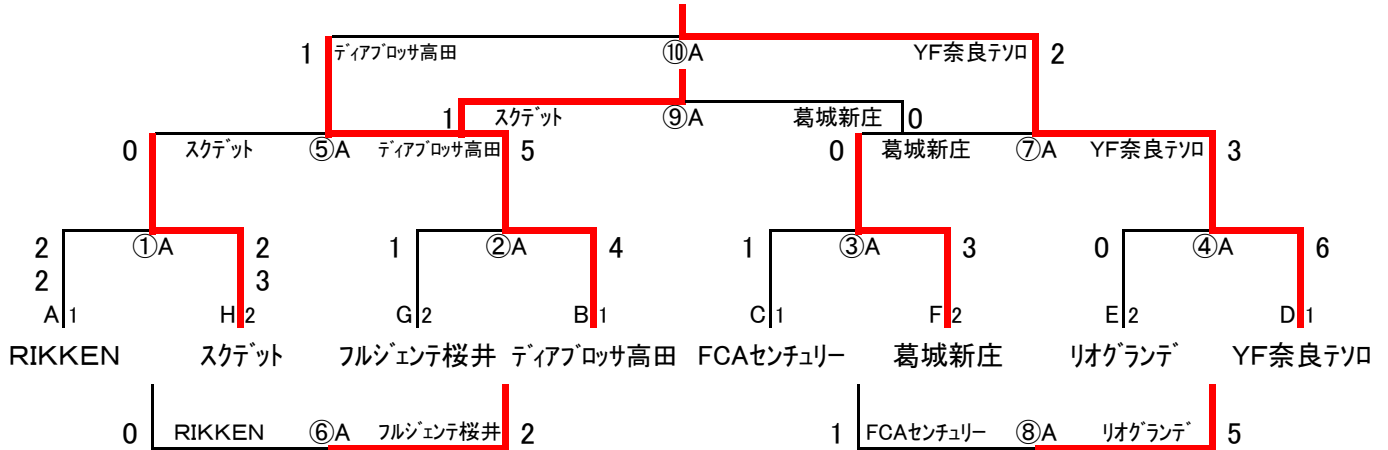 1 ディアブロッサ高田 ⑩A YF奈良テソロ 2
1 スクデット ⑨A 葛城新庄 0
0 スクデット ⑤A ディアブロッサ高田 5 0 葛城新庄 ⑦A YF奈良テソロ 3
2 ①A 2 1 ②A 4 1 ③A 3 0 ④A 6
2 3
A 1 H 2 G 2 B 1 C 1 F 2 E 2 D 1
RIKKEN スクデット フルジェンテ桜井 ディアブロッサ高田 FCAセンチュリー 葛城新庄 リオグランデ YF奈良テソロ
0 RIKKEN ⑥A フルジェンテ桜井 2 1 FCAセンチュリー ⑧A リオグランデ 5